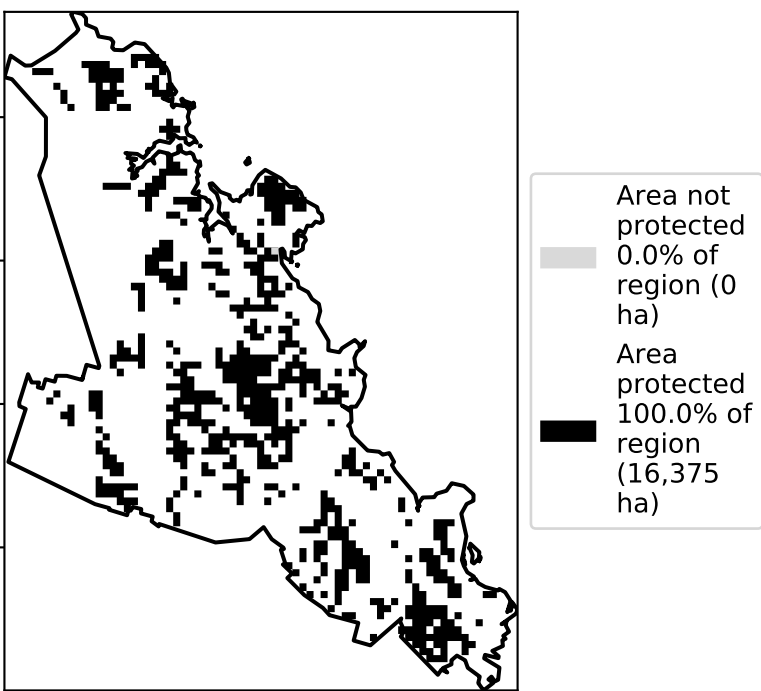 Area not
protected
0.0% of
region (0
ha)
Area
protected
100.0% of
region
(16,375
ha)